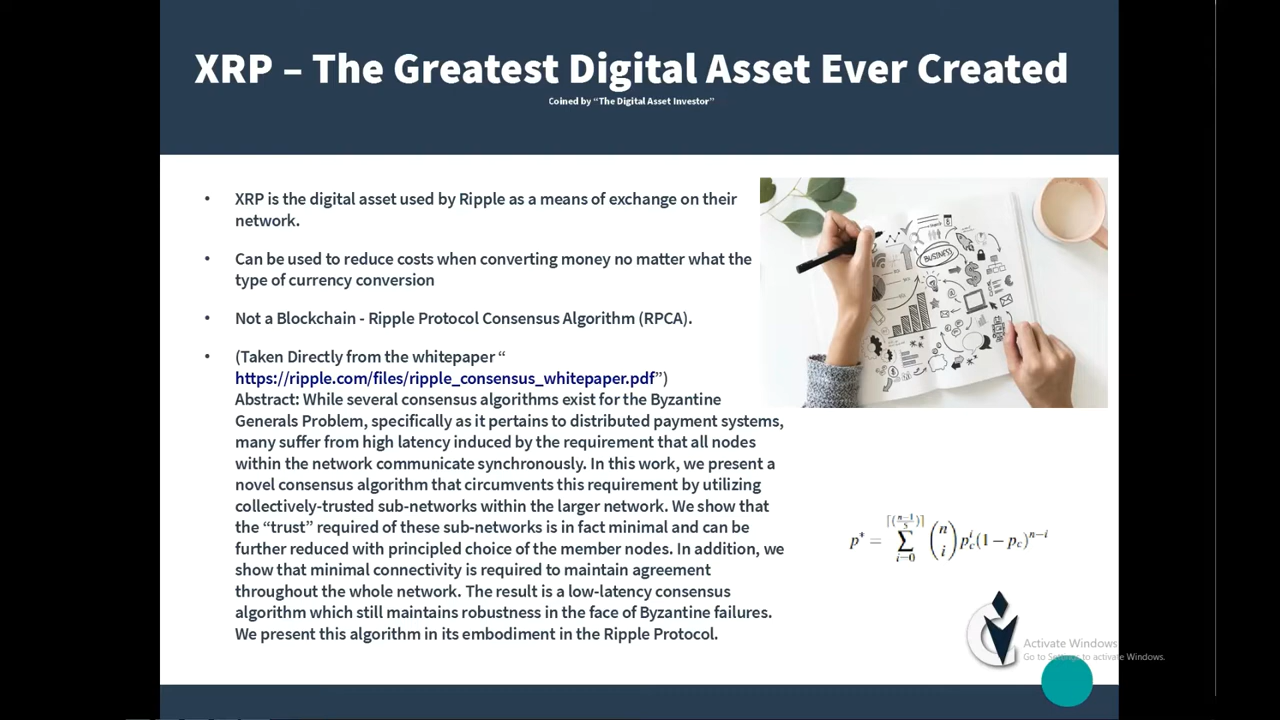 XRP – The Greatest Digital Asset Ever Created
Coined by “The Digital Asset Investor”
• XRP is the digital asset used by Ripple as a means of exchange on their
network.
• Can be used to reduce costs when converting money no matter what the
type of currency conversion
• Not a Blockchain - Ripple Protocol Consensus Algorithm (RPCA).
• (Taken Directly from the whitepaper “
https://ripple.com/files/ripple_consensus_whitepaper.pdf”)
Abstract: While several consensus algorithms exist for the Byzantine
Generals Problem, specifically as it pertains to distributed payment systems,
many suffer from high latency induced by the requirement that all nodes
within the network communicate synchronously. In this work, we present a
novel consensus algorithm that circumvents this requirement by utilizing
collectively-trusted sub-networks within the larger network. We show that
the “trust” required of these sub-networks is in fact minimal and can be
further reduced with principled choice of the member nodes. In addition, we
show that minimal connectivity is required to maintain agreement
throughout the whole network. The result is a low-latency consensus
algorithm which still maintains robustness in the face of Byzantine failures.
We present this algorithm in its embodiment in the Ripple Protocol.
BUSINESS
p* = ∑_{i=0}^{⌈(n−1)/5⌉} (n i) p_c^i (1 − p_c)^{n−i}
Activate Windows
Go to Settings to activate Windows.